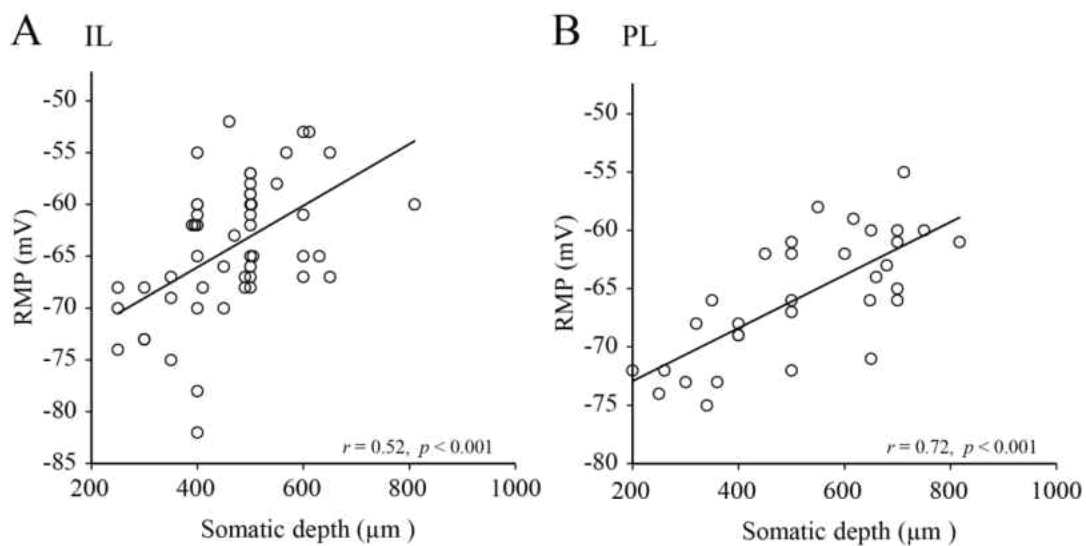 A IL
RMP (mV)
-50
-55
-60
-65
-70
-75
-80
-85
200 400 600 800 1000
Somatic depth (μm )
r = 0.52, p < 0.001
B PL
RMP (mV)
-50
-55
-60
-65
-70
-75
-80
200 400 600 800 1000
Somatic depth (μm)
r = 0.72, p < 0.001